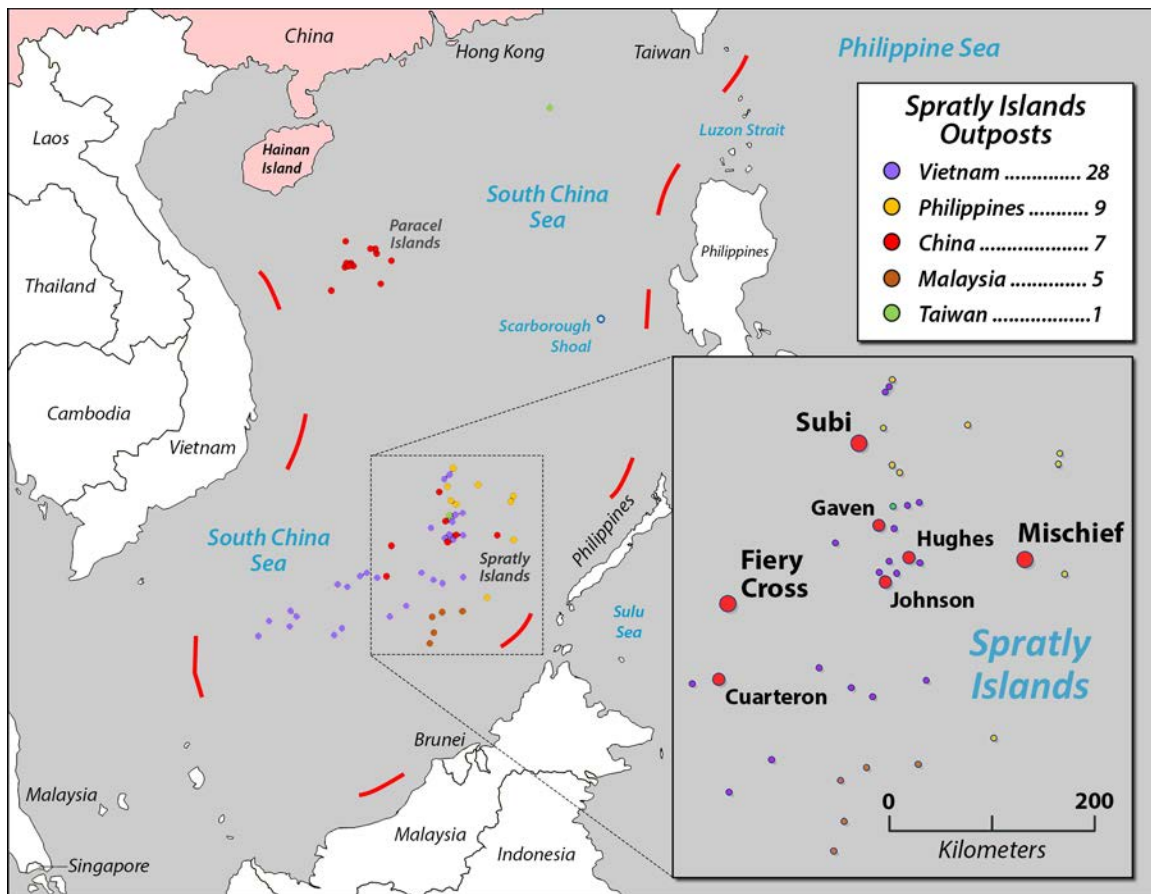 China
Hong Kong
Taiwan
Philippine Sea
Laos
Hainan
Island
Luzon Strait
South China
Sea
Paracel
Islands
Philippines
Thailand
Scarborough
Shoal
Cambodia
Vietnam
South China
Sea
Spratly
Islands
Philippines
Sulu
Sea
Brunei
Malaysia
Singapore
Malaysia
Indonesia
Spratly Islands
Outposts
Vietnam .............. 28
Philippines ........... 9
China ..................... 7
Malaysia ............. 5
Taiwan ...................1
Subi
Gaven
Hughes
Mischief
Fiery
Cross
Johnson
Spratly
Islands
Cuarteron
0 200
Kilometers